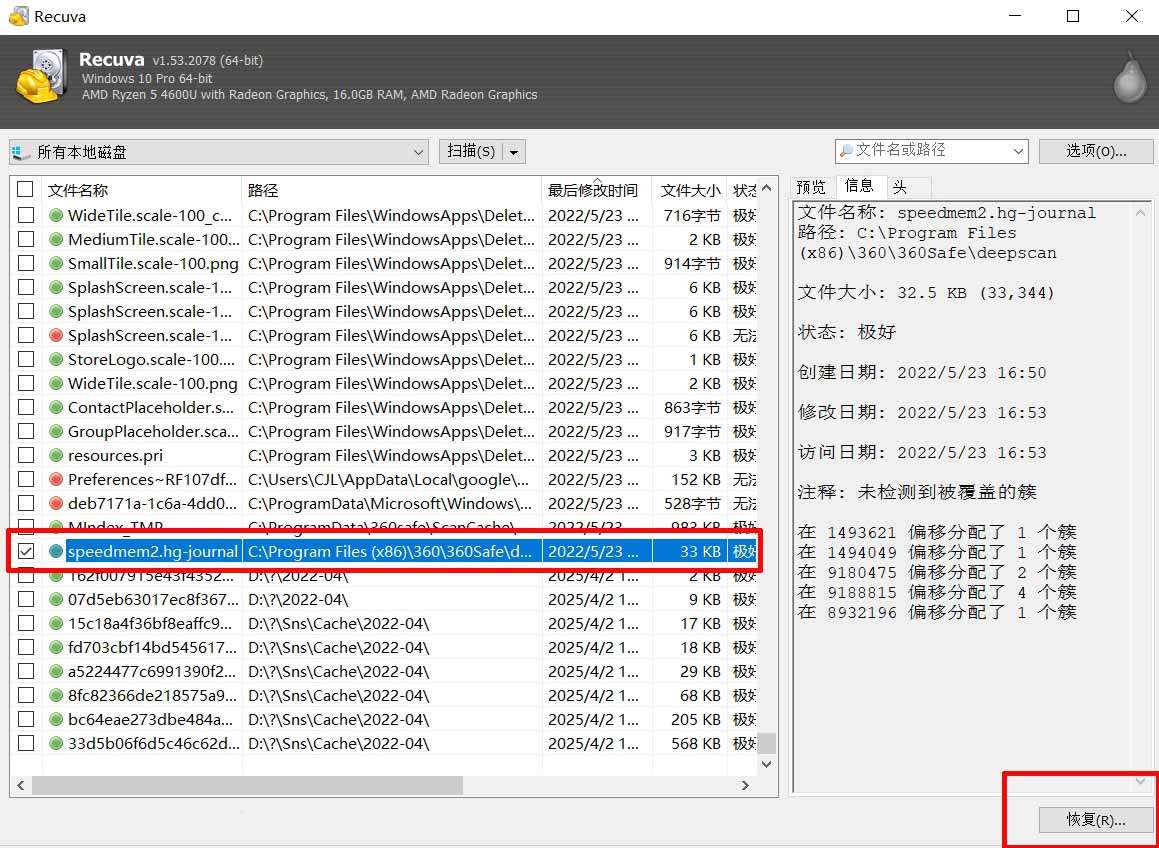 Recuva
Recuva v1.53.2078 (64-bit)
Windows 10 Pro 64-bit
AMD Ryzen 5 4600U with Radeon Graphics, 16.0GB RAM, AMD Radeon Graphics
所有本地磁盘 扫描(S) 文件名或路径 选项(O)...
文件名称 路径 最后修改时间 文件大小 状态
WideTile.scale-100_c... C:\Program Files\WindowsApps\Delet... 2022/5/23 ... 716字节 极好
MediumTile.scale-100... C:\Program Files\WindowsApps\Delet... 2022/5/23 ... 2 KB 极好
SmallTile.scale-100.png C:\Program Files\WindowsApps\Delet... 2022/5/23 ... 914字节 极好
SplashScreen.scale-1... C:\Program Files\WindowsApps\Delet... 2022/5/23 ... 6 KB 极好
SplashScreen.scale-1... C:\Program Files\WindowsApps\Delet... 2022/5/23 ... 6 KB 极好
SplashScreen.scale-1... C:\Program Files\WindowsApps\Delet... 2022/5/23 ... 6 KB 无法
StoreLogo.scale-100.... C:\Program Files\WindowsApps\Delet... 2022/5/23 ... 1 KB 极好
WideTile.scale-100.png C:\Program Files\WindowsApps\Delet... 2022/5/23 ... 2 KB 极好
ContactPlaceholder.s... C:\Program Files\WindowsApps\Delet... 2022/5/23 ... 863字节 极好
GroupPlaceholder.sca... C:\Program Files\WindowsApps\Delet... 2022/5/23 ... 917字节 极好
resources.pri C:\Program Files\WindowsApps\Delet... 2022/5/23 ... 3 KB 极好
Preferences~RF107df... C:\Users\CJL\AppData\Local\google\... 2022/5/23 ... 152 KB 无法
deb7171a-1c6a-4dd0... C:\ProgramData\Microsoft\Windows\... 2022/5/23 ... 528字节 无法
MIndex_TMP C:\ProgramData\360safe\ScanCache\ 2022/5/23 ... 983 KB 极好
speedmem2.hg-journal C:\Program Files (x86)\360\360Safe\d... 2022/5/23 ... 33 KB 极好
162f007915e43f4352... D:\?\2022-04\ 2025/4/2 1... 2 KB 极好
07d5eb63017ec8f367... D:\?\2022-04\ 2025/4/2 1... 9 KB 极好
15c18a4f36bf8eaffc9... D:\?\Sns\Cache\2022-04\ 2025/4/2 1... 17 KB 极好
fd703cbf14bd545617... D:\?\Sns\Cache\2022-04\ 2025/4/2 1... 18 KB 极好
a5224477c6991390f2... D:\?\Sns\Cache\2022-04\ 2025/4/2 1... 29 KB 极好
8fc82366de218575a9... D:\?\Sns\Cache\2022-04\ 2025/4/2 1... 68 KB 极好
bc64eae273dbe484a... D:\?\Sns\Cache\2022-04\ 2025/4/2 1... 205 KB 极好
33d5b06f6d5c46c62d... D:\?\Sns\Cache\2022-04\ 2025/4/2 1... 568 KB 极好
预览 信息 头
文件名称: speedmem2.hg-journal
路径: C:\Program Files
(x86)\360\360Safe\deepscan
文件大小: 32.5 KB (33,344)
状态: 极好
创建日期: 2022/5/23 16:50
修改日期: 2022/5/23 16:53
访问日期: 2022/5/23 16:53
注释: 未检测到被覆盖的簇
在 1493621 偏移分配了 1 个簇
在 1494049 偏移分配了 1 个簇
在 9180475 偏移分配了 2 个簇
在 9188815 偏移分配了 4 个簇
在 8932196 偏移分配了 1 个簇
恢复(R)...